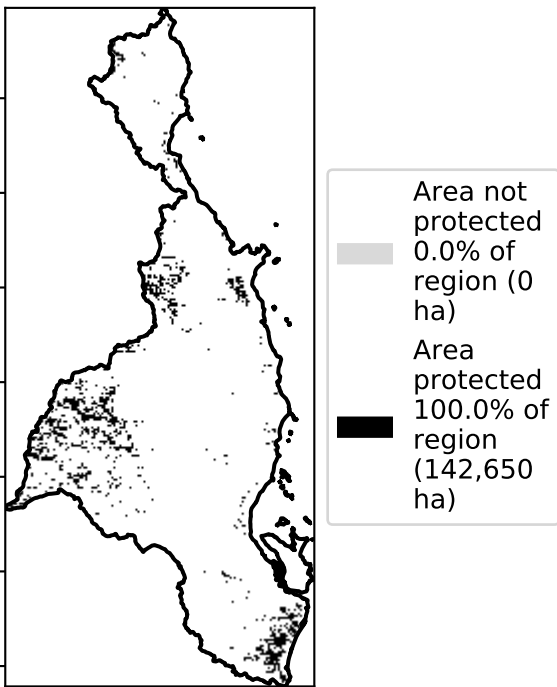 Area not
protected
0.0% of
region (0
ha)
Area
protected
100.0% of
region
(142,650
ha)